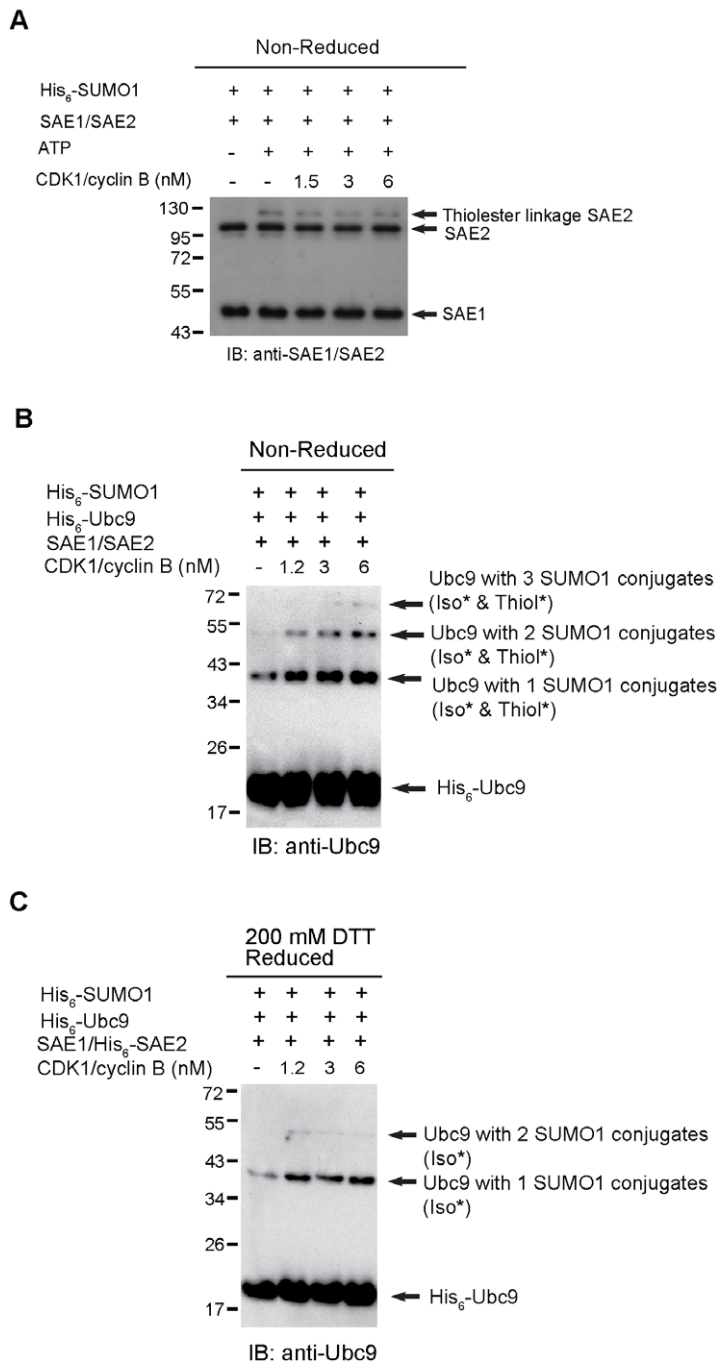 A
Non-Reduced
His6-SUMO1 + + + + +
SAE1/SAE2 + + + + +
ATP - + + + +
CDK1/cyclin B (nM) - - 1.5 3 6
130
95
72
55
43
Thiolester linkage SAE2
SAE2
SAE1
IB: anti-SAE1/SAE2
B
Non-Reduced
His6-SUMO1 + + + +
His6-Ubc9 + + + +
SAE1/SAE2 + + + +
CDK1/cyclin B (nM) - 1.2 3 6
72
55
43
34
26
17
Ubc9 with 3 SUMO1 conjugates
(Iso* & Thiol*)
Ubc9 with 2 SUMO1 conjugates
(Iso* & Thiol*)
Ubc9 with 1 SUMO1 conjugates
(Iso* & Thiol*)
His6-Ubc9
IB: anti-Ubc9
C
200 mM DTT
Reduced
His6-SUMO1 + + + +
His6-Ubc9 + + + +
SAE1/His6-SAE2 + + + +
CDK1/cyclin B (nM) - 1.2 3 6
72
55
43
34
26
17
Ubc9 with 2 SUMO1 conjugates
(Iso*)
Ubc9 with 1 SUMO1 conjugates
(Iso*)
His6-Ubc9
IB: anti-Ubc9